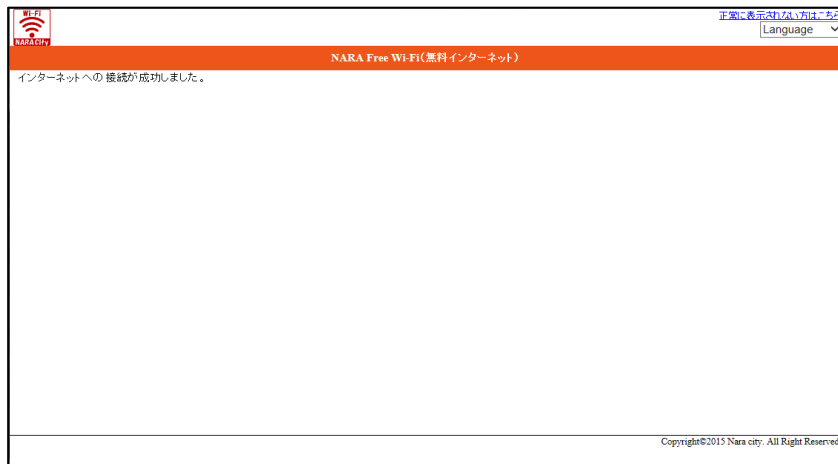 Wi-Fi
NARA City
正常に表示されない方はこちら
Language
NARA Free Wi-Fi(無料インターネット)
インターネットへの接続が成功しました。
Copyright©2015 Nara city. All Right Reserved